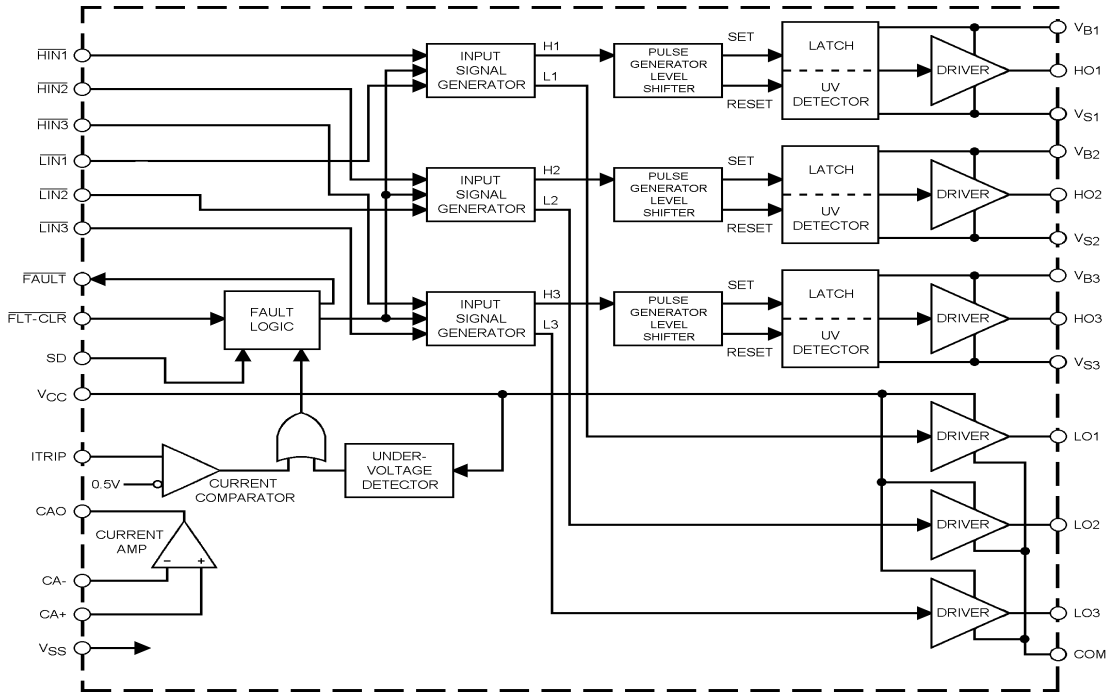 HIN1
HIN2
HIN3
LIN1
LIN2
LIN3
FAULT
FLT-CLR
SD
VCC
ITRIP
0.5V
CAO
CA-
CA+
VSS
FAULT
LOGIC
CURRENT
COMPARATOR
CURRENT
AMP
−
+
UNDER-
VOLTAGE
DETECTOR
INPUT
SIGNAL
GENERATOR
H1
L1
PULSE
GENERATOR
LEVEL
SHIFTER
SET
RESET
LATCH
UV
DETECTOR
DRIVER
VB1
HO1
VS1
INPUT
SIGNAL
GENERATOR
H2
L2
PULSE
GENERATOR
LEVEL
SHIFTER
SET
RESET
LATCH
UV
DETECTOR
DRIVER
VB2
HO2
VS2
INPUT
SIGNAL
GENERATOR
H3
L3
PULSE
GENERATOR
LEVEL
SHIFTER
SET
RESET
LATCH
UV
DETECTOR
DRIVER
VB3
HO3
VS3
DRIVER
LO1
DRIVER
LO2
DRIVER
LO3
COM